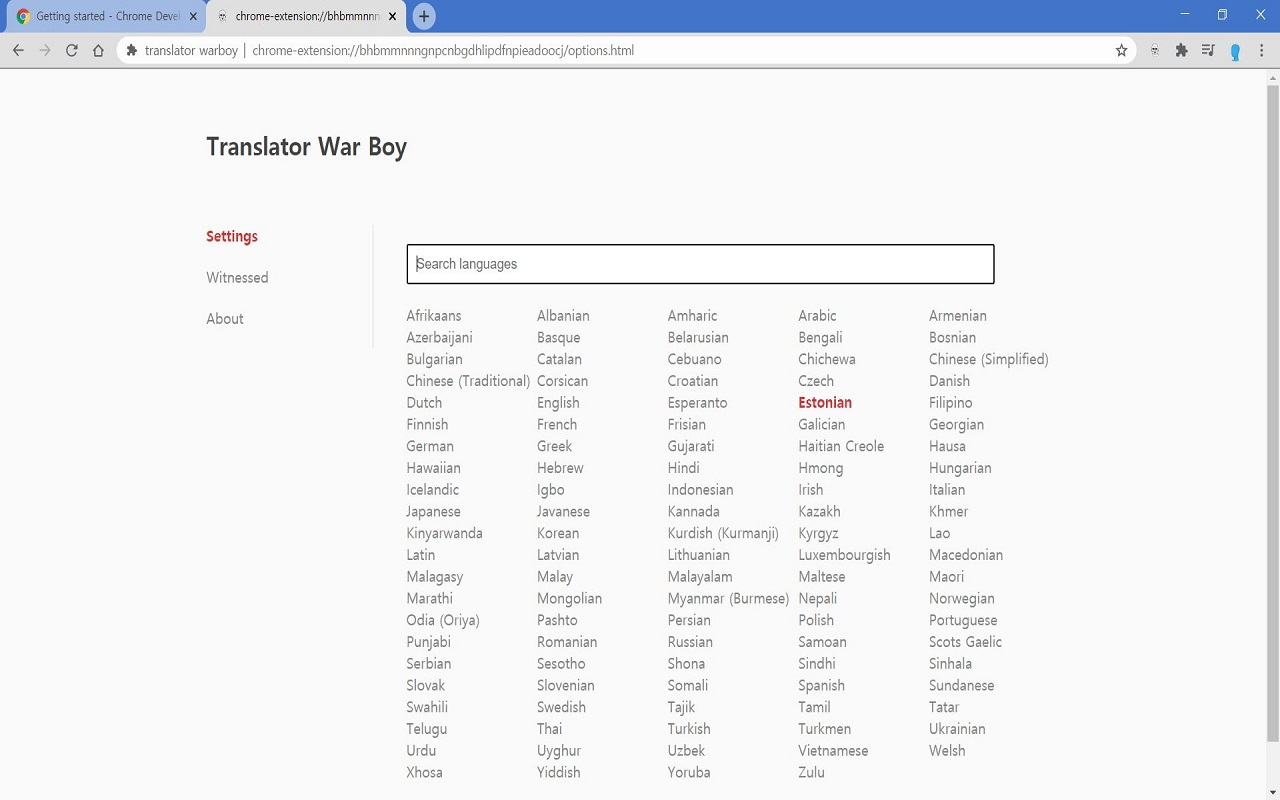 Getting started - Chrome Devel
chrome-extension://bhbmmnnn
translator warboy | chrome-extension://bhbmmnnngnpcnbgdhlipdfnpieadoocj/options.html
Translator War Boy
Settings
Witnessed
About
Search languages
Afrikaans Albanian Amharic Arabic Armenian
Azerbaijani Basque Belarusian Bengali Bosnian
Bulgarian Catalan Cebuano Chichewa Chinese (Simplified)
Chinese (Traditional) Corsican Croatian Czech Danish
Dutch English Esperanto Estonian Filipino
Finnish French Frisian Galician Georgian
German Greek Gujarati Haitian Creole Hausa
Hawaiian Hebrew Hindi Hmong Hungarian
Icelandic Igbo Indonesian Irish Italian
Japanese Javanese Kannada Kazakh Khmer
Kinyarwanda Korean Kurdish (Kurmanji) Kyrgyz Lao
Latin Latvian Lithuanian Luxembourgish Macedonian
Malagasy Malay Malayalam Maltese Maori
Marathi Mongolian Myanmar (Burmese) Nepali Norwegian
Odia (Oriya) Pashto Persian Polish Portuguese
Punjabi Romanian Russian Samoan Scots Gaelic
Serbian Sesotho Shona Sindhi Sinhala
Slovak Slovenian Somali Spanish Sundanese
Swahili Swedish Tajik Tamil Tatar
Telugu Thai Turkish Turkmen Ukrainian
Urdu Uyghur Uzbek Vietnamese Welsh
Xhosa Yiddish Yoruba Zulu